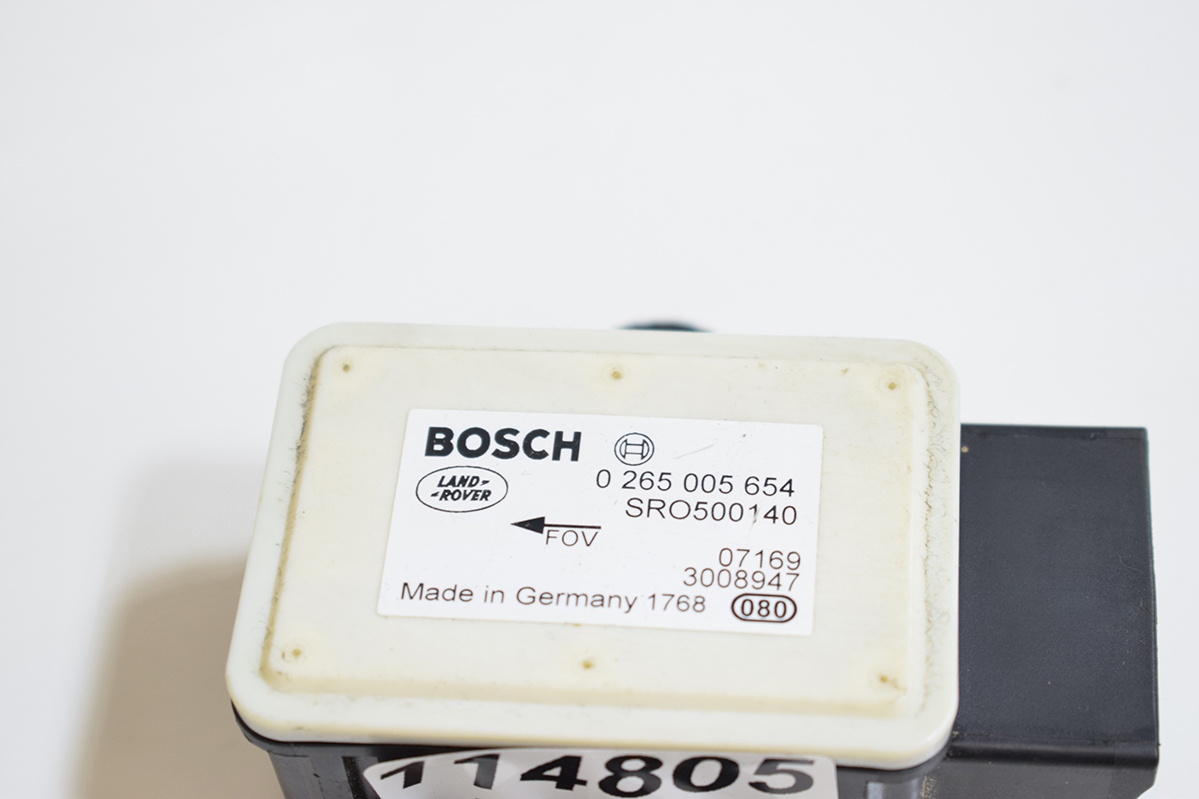 BOSCH
0 265 005 654
LAND-
-ROVER
SRO500140
FOV
07169
3008947
Made in Germany 1768 080
114805